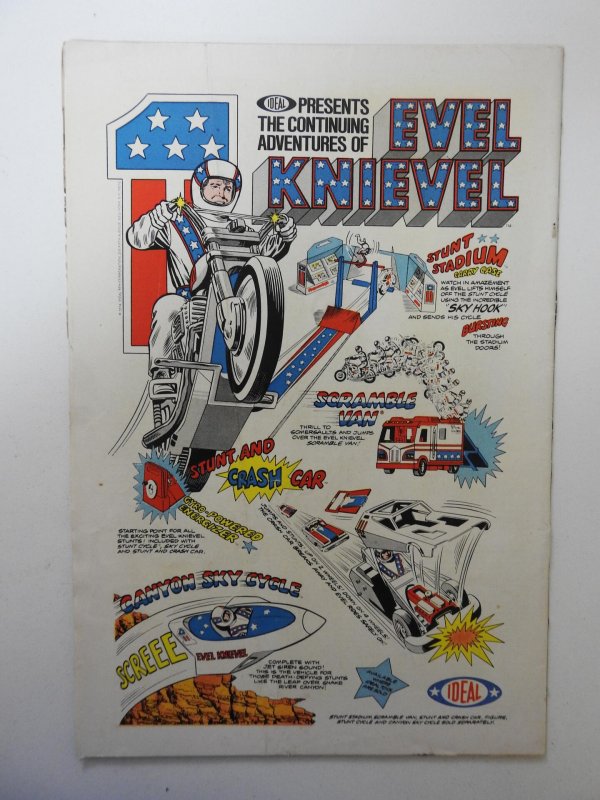 IDEAL PRESENTS
THE CONTINUING
ADVENTURES OF
EVEL
KNIEVEL
STUNT
STADIUM
CARRY CASE
WATCH IN AMAZEMENT
AS EVEL LIFTS HIMSELF
OFF THE STUNT CYCLE
USING THE INCREDIBLE
"SKY HOOK"
AND SENDS HIS CYCLE
BURSTING
THROUGH
THE STADIUM
DOORS!
SCRAMBLE
VAN
THRILL TO
SOMERSAULTS AND JUMPS
OVER THE EVEL KNIEVEL
SCRAMBLE VAN!
STUNT AND
CRASH CAR
GYRO-POWERED
ENERGIZER
STARTING POINT FOR ALL
THE EXCITING EVEL KNIEVEL
STUNTS! INCLUDED WITH
STUNT CYCLE, SKY CYCLE
AND STUNT AND CRASH CAR.
CANYON SKY CYCLE
SCREEE
EVEL KNIEVEL
COMPLETE WITH
JET SIREN SOUND!
THIS IS THE VEHICLE FOR
THOSE DEATH-DEFYING STUNTS
LIKE THE LEAP OVER SNAKE
RIVER CANYON!
AVAILABLE
WHERE
TOYS
ARE SOLD
IDEAL
STUNT STADIUM, SCRAMBLE VAN, STUNT AND CRASH CAR, FIGURE,
STUNT CYCLE AND CANYON SKY CYCLE SOLD SEPARATELY.